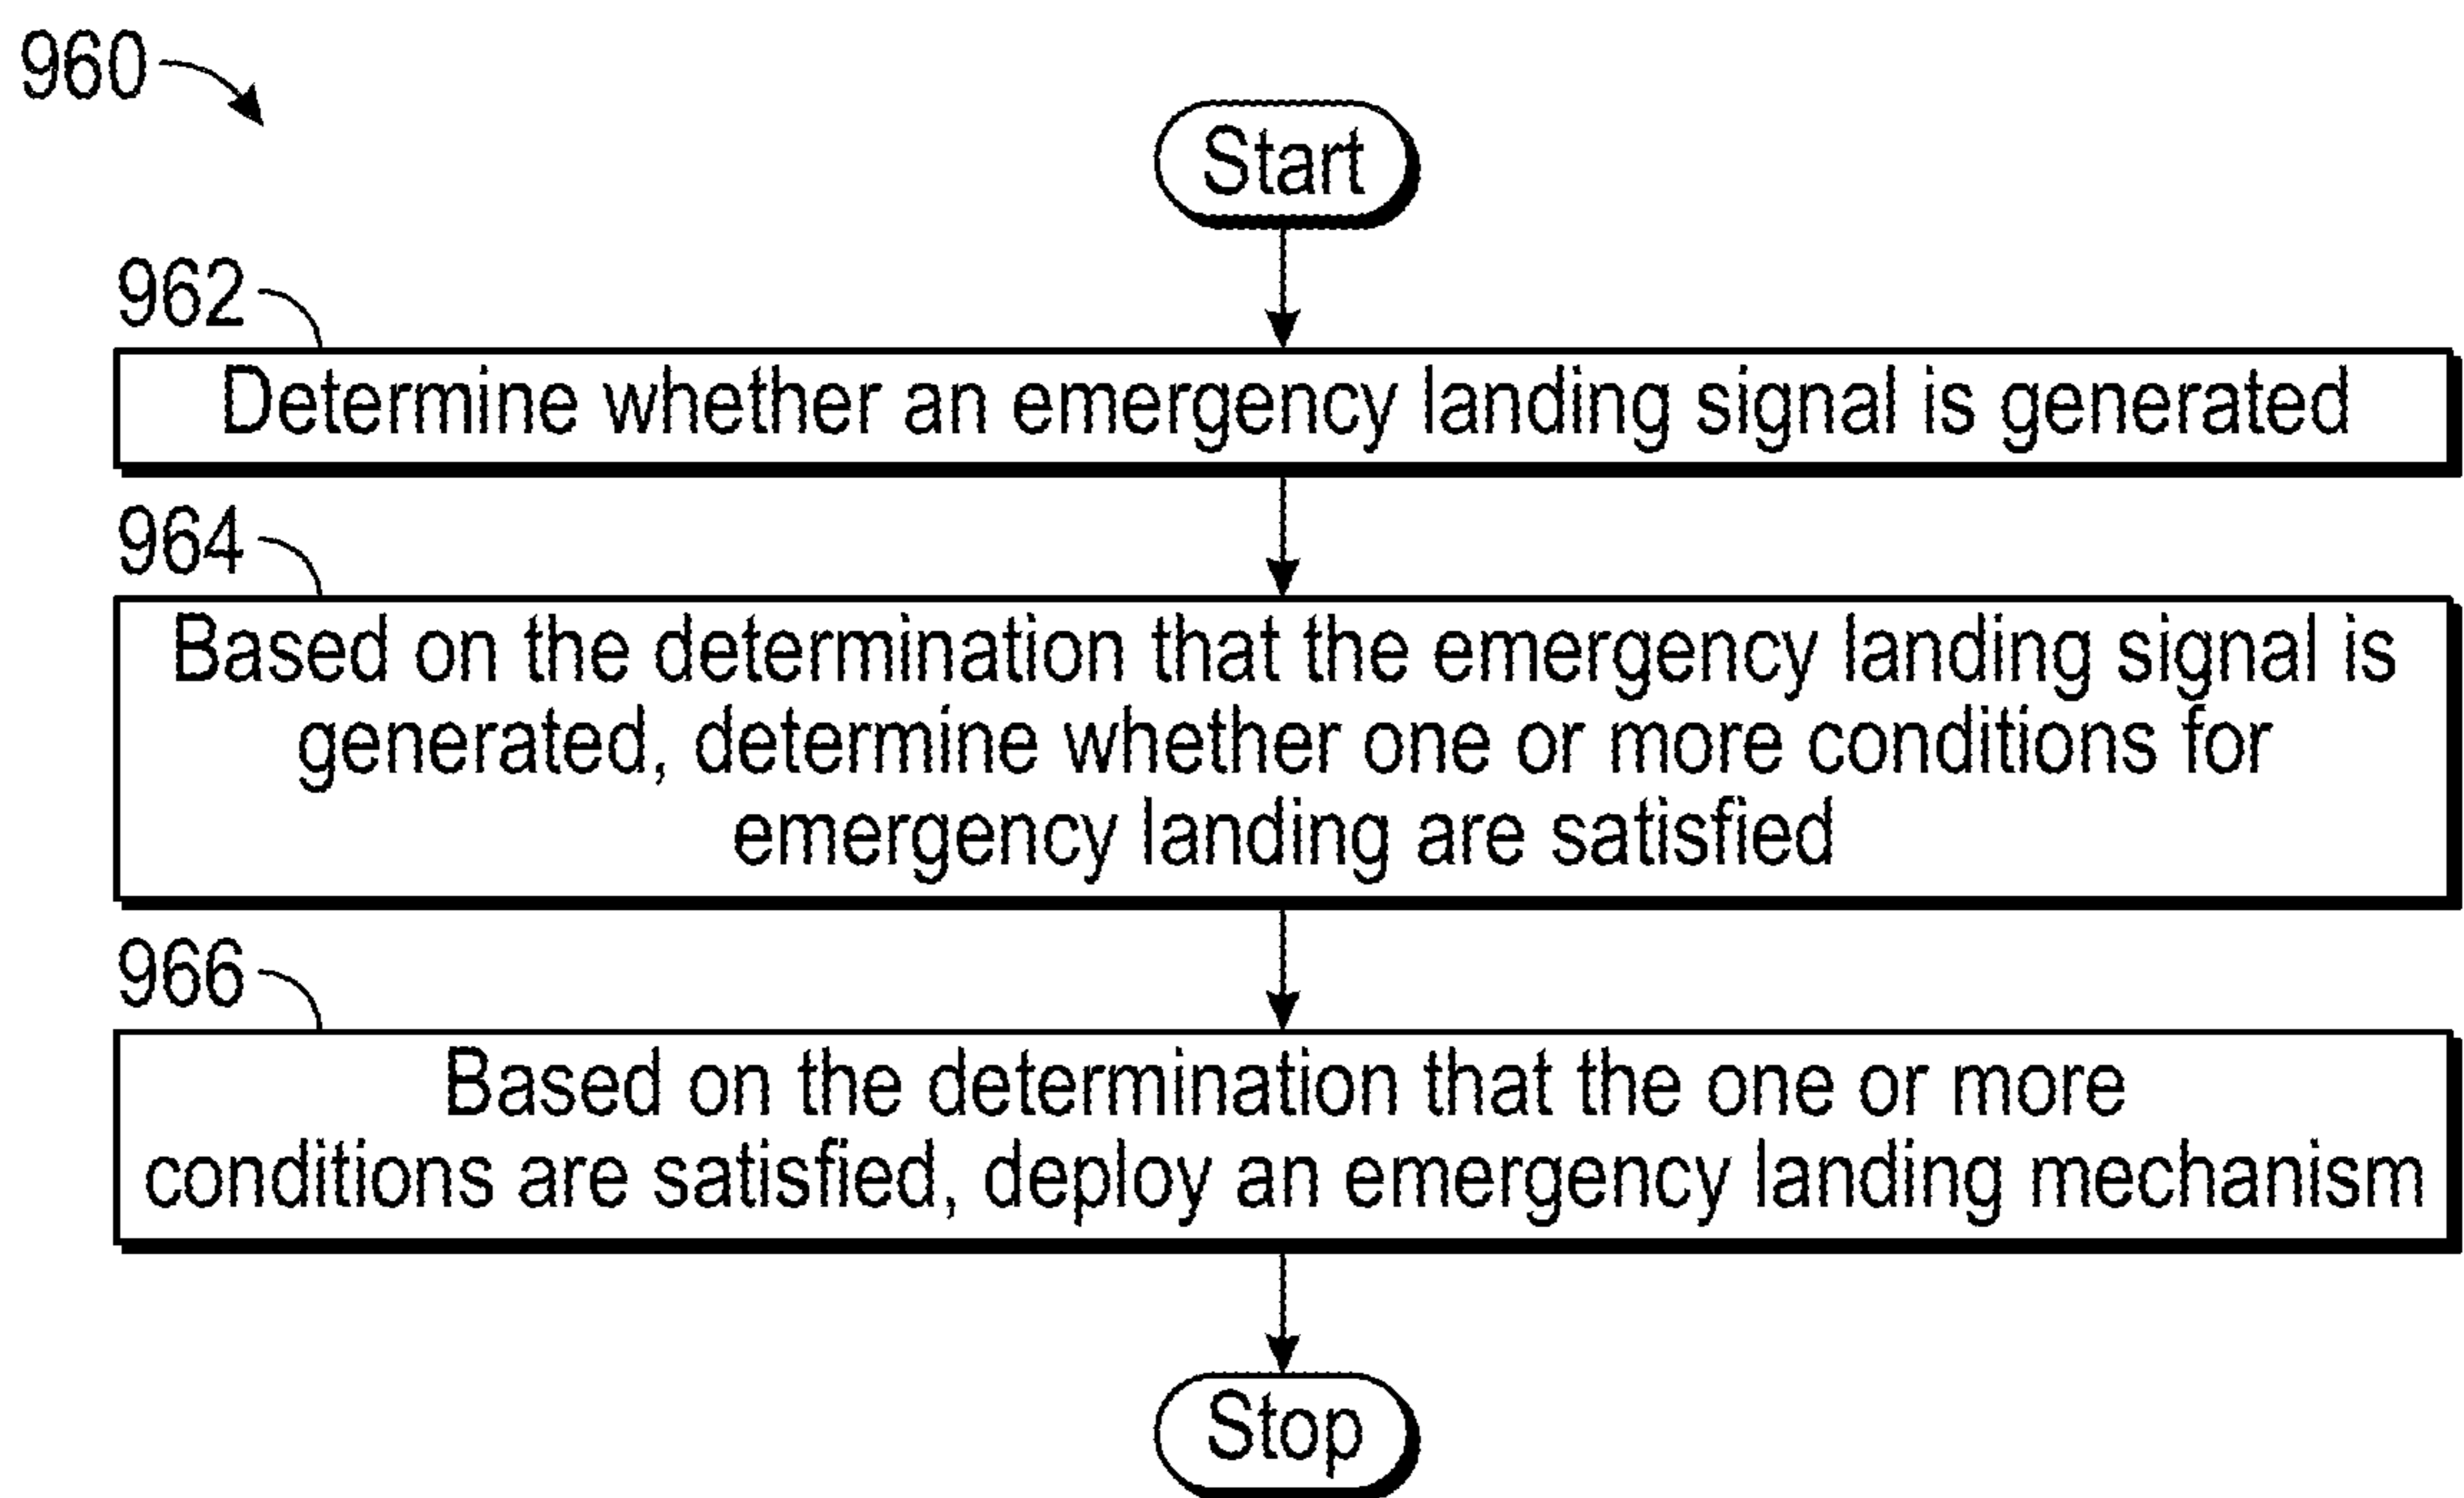 960
Start
962
Determine whether an emergency landing signal is generated
964
Based on the determination that the emergency landing signal is
generated, determine whether one or more conditions for
emergency landing are satisfied
966
Based on the determination that the one or more
conditions are satisfied, deploy an emergency landing mechanism
Stop